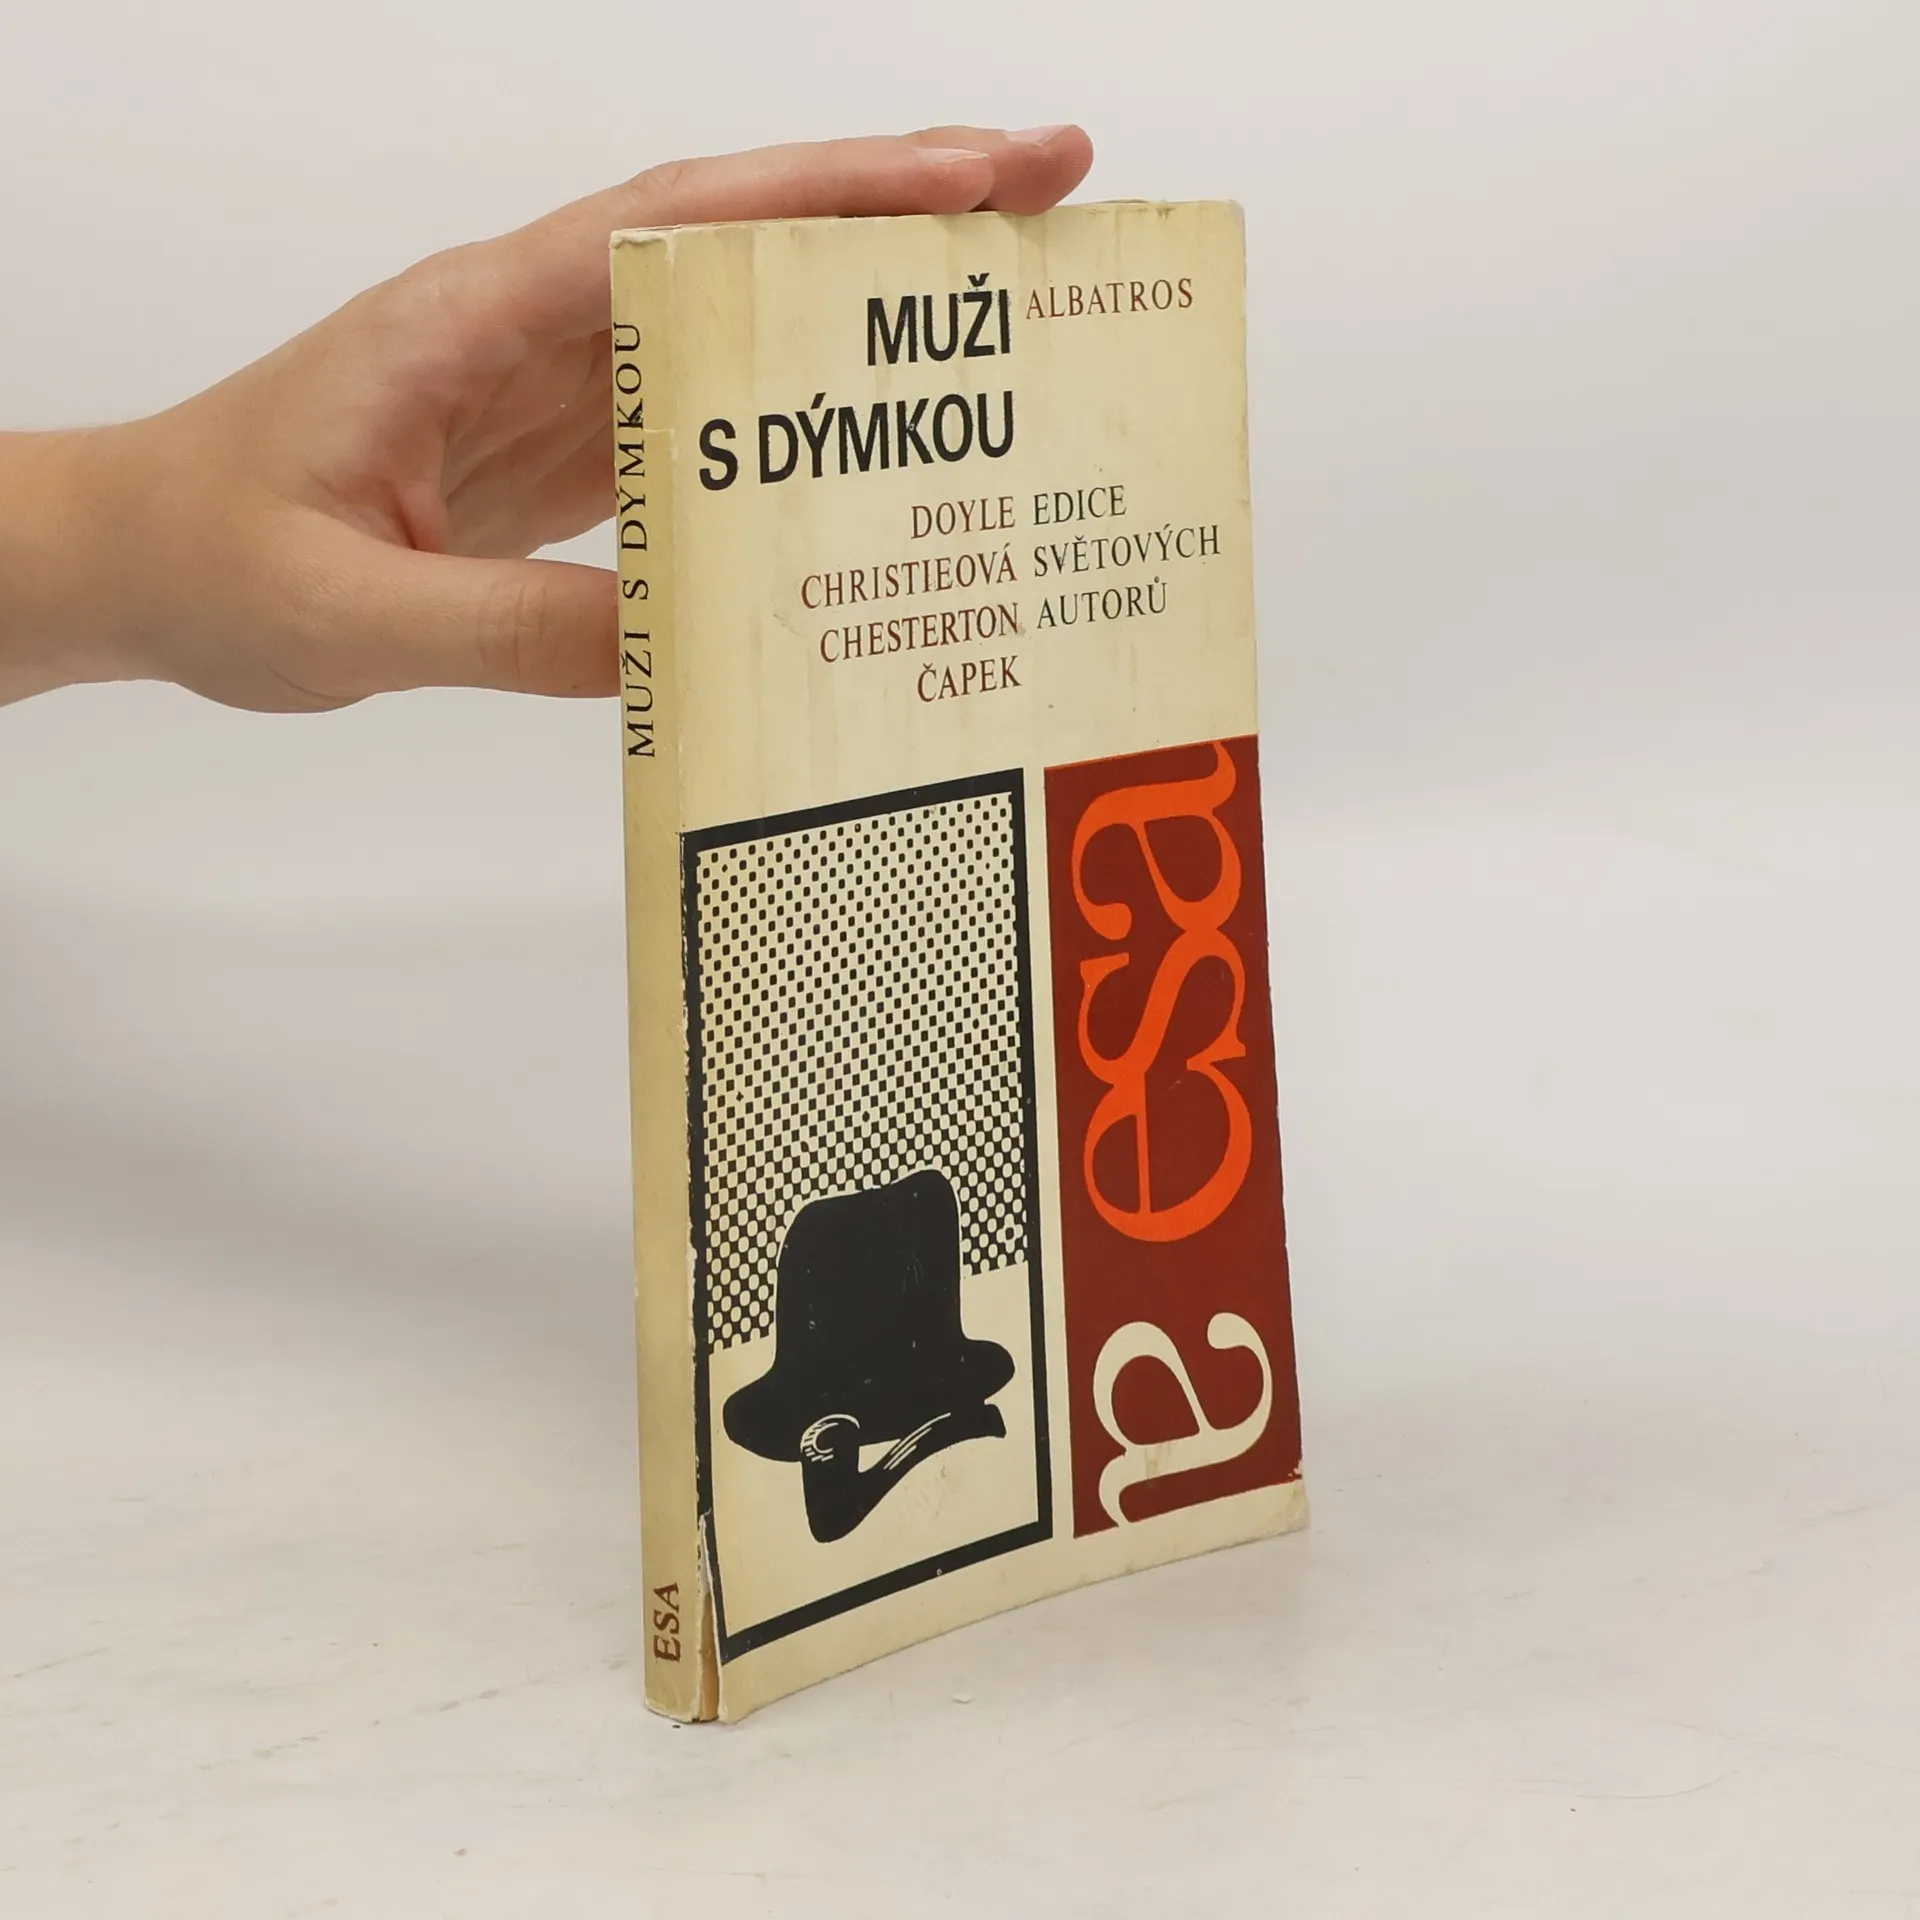 MUŽI
S DÝMKOU
ALBATROS
DOYLE
CHRISTIEOVÁ
CHESTERTON
ČAPEK
EDICE
SVĚTOVÝCH
AUTORŮ
esa
a
MUŽI S DÝMKOU
ESA